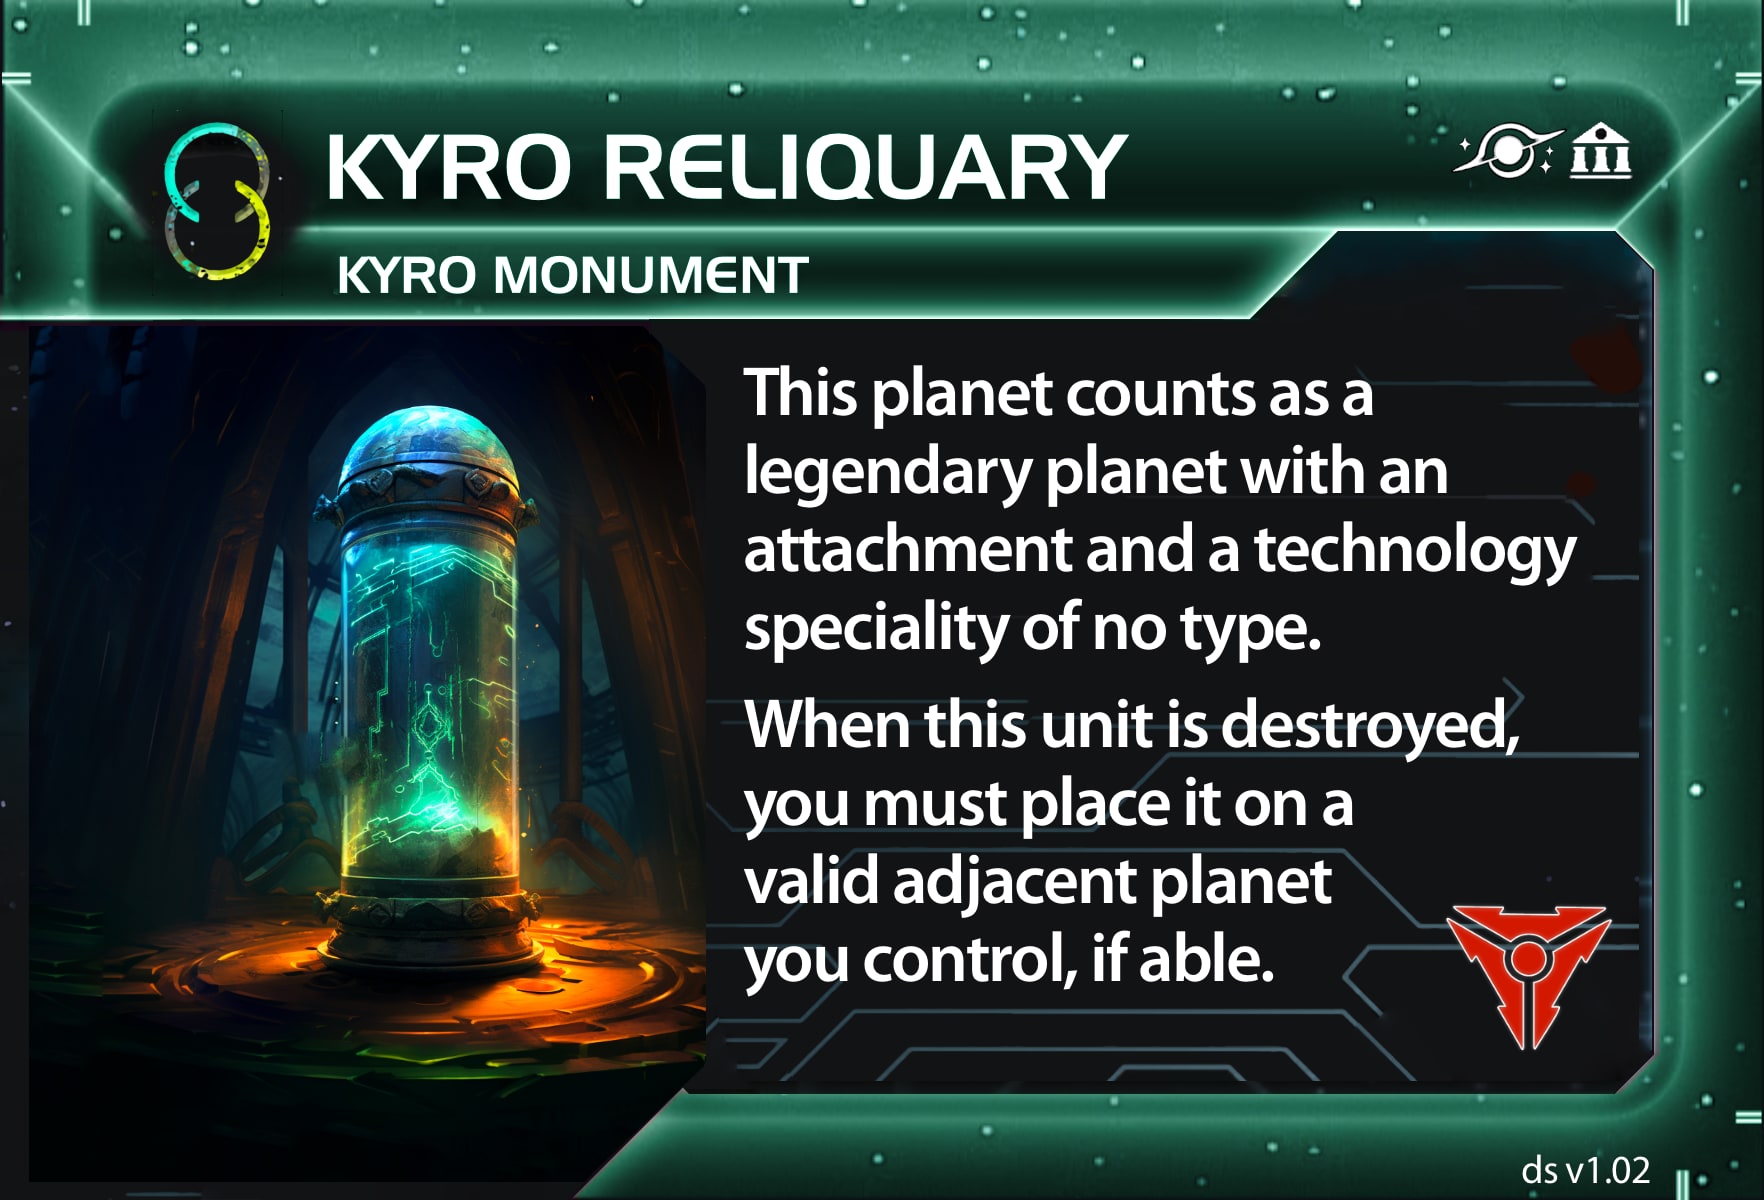 KYRO RELIQUARY
KYRO MONUMENT
This planet counts as a
legendary planet with an
attachment and a technology
speciality of no type.
When this unit is destroyed,
you must place it on a
valid adjacent planet
you control, if able.
ds v1.02